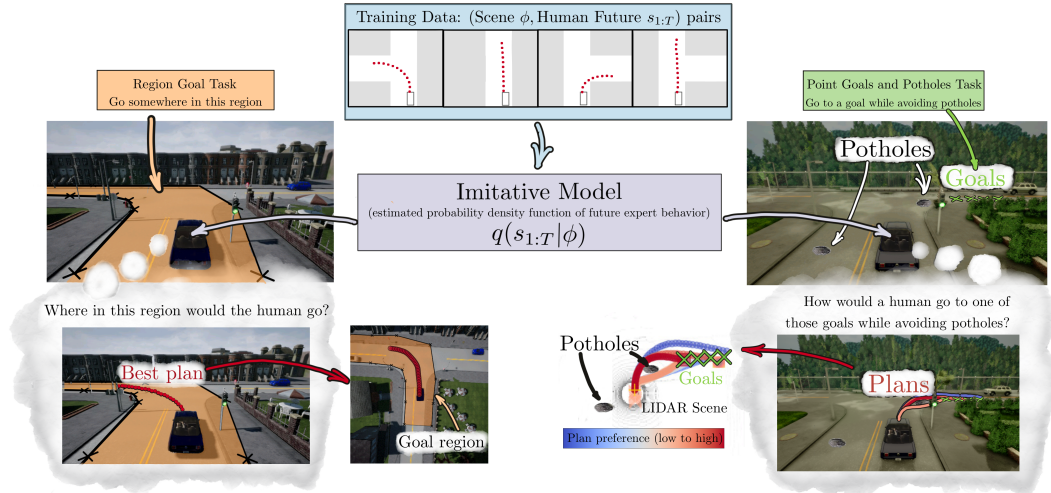 Training Data: (Scene ϕ, Human Future s₁:T) pairs
Region Goal Task
Go somewhere in this region
Point Goals and Potholes Task
Go to a goal while avoiding potholes
Potholes
Goals
Imitative Model
(estimated probability density function of future expert behavior)
q(s₁:T|ϕ)
Where in this region would the human go?
How would a human go to one of
those goals while avoiding potholes?
Best plan
Goal region
Potholes
Goals
LIDAR Scene
Plan preference (low to high)
Plans